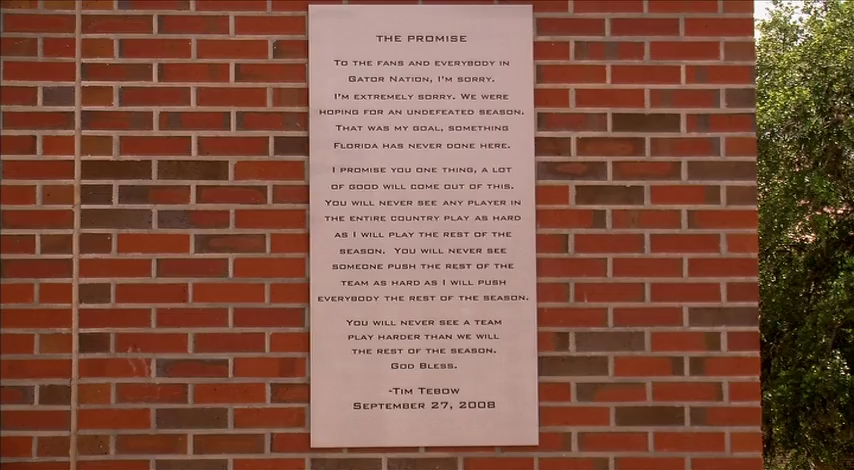 THE PROMISE
TO THE FANS AND EVERYBODY IN
GATOR NATION, I'M SORRY.
I'M EXTREMELY SORRY. WE WERE
HOPING FOR AN UNDEFEATED SEASON.
THAT WAS MY GOAL, SOMETHING
FLORIDA HAS NEVER DONE HERE.
I PROMISE YOU ONE THING, A LOT
OF GOOD WILL COME OUT OF THIS.
YOU WILL NEVER SEE ANY PLAYER IN
THE ENTIRE COUNTRY PLAY AS HARD
AS I WILL PLAY THE REST OF THE
SEASON. YOU WILL NEVER SEE
SOMEONE PUSH THE REST OF THE
TEAM AS HARD AS I WILL PUSH
EVERYBODY THE REST OF THE SEASON.
YOU WILL NEVER SEE A TEAM
PLAY HARDER THAN WE WILL
THE REST OF THE SEASON.
GOD BLESS.
-TIM TEBOW
SEPTEMBER 27, 2008